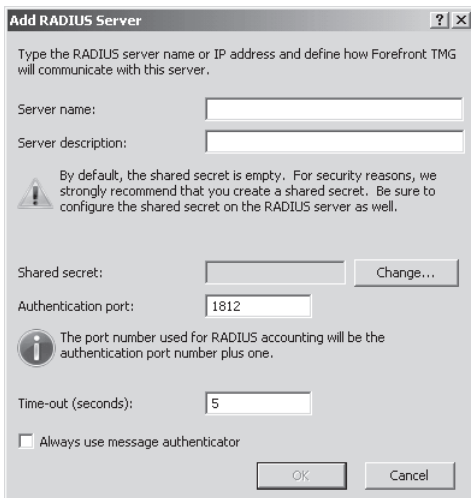 Add RADIUS Server
Type the RADIUS server name or IP address and define how Forefront TMG
will communicate with this server.
Server name:
Server description:
By default, the shared secret is empty. For security reasons, we
strongly recommend that you create a shared secret. Be sure to
configure the shared secret on the RADIUS server as well.
Shared secret: Change...
Authentication port: 1812
The port number used for RADIUS accounting will be the
authentication port number plus one.
Time-out (seconds): 5
Always use message authenticator
OK Cancel